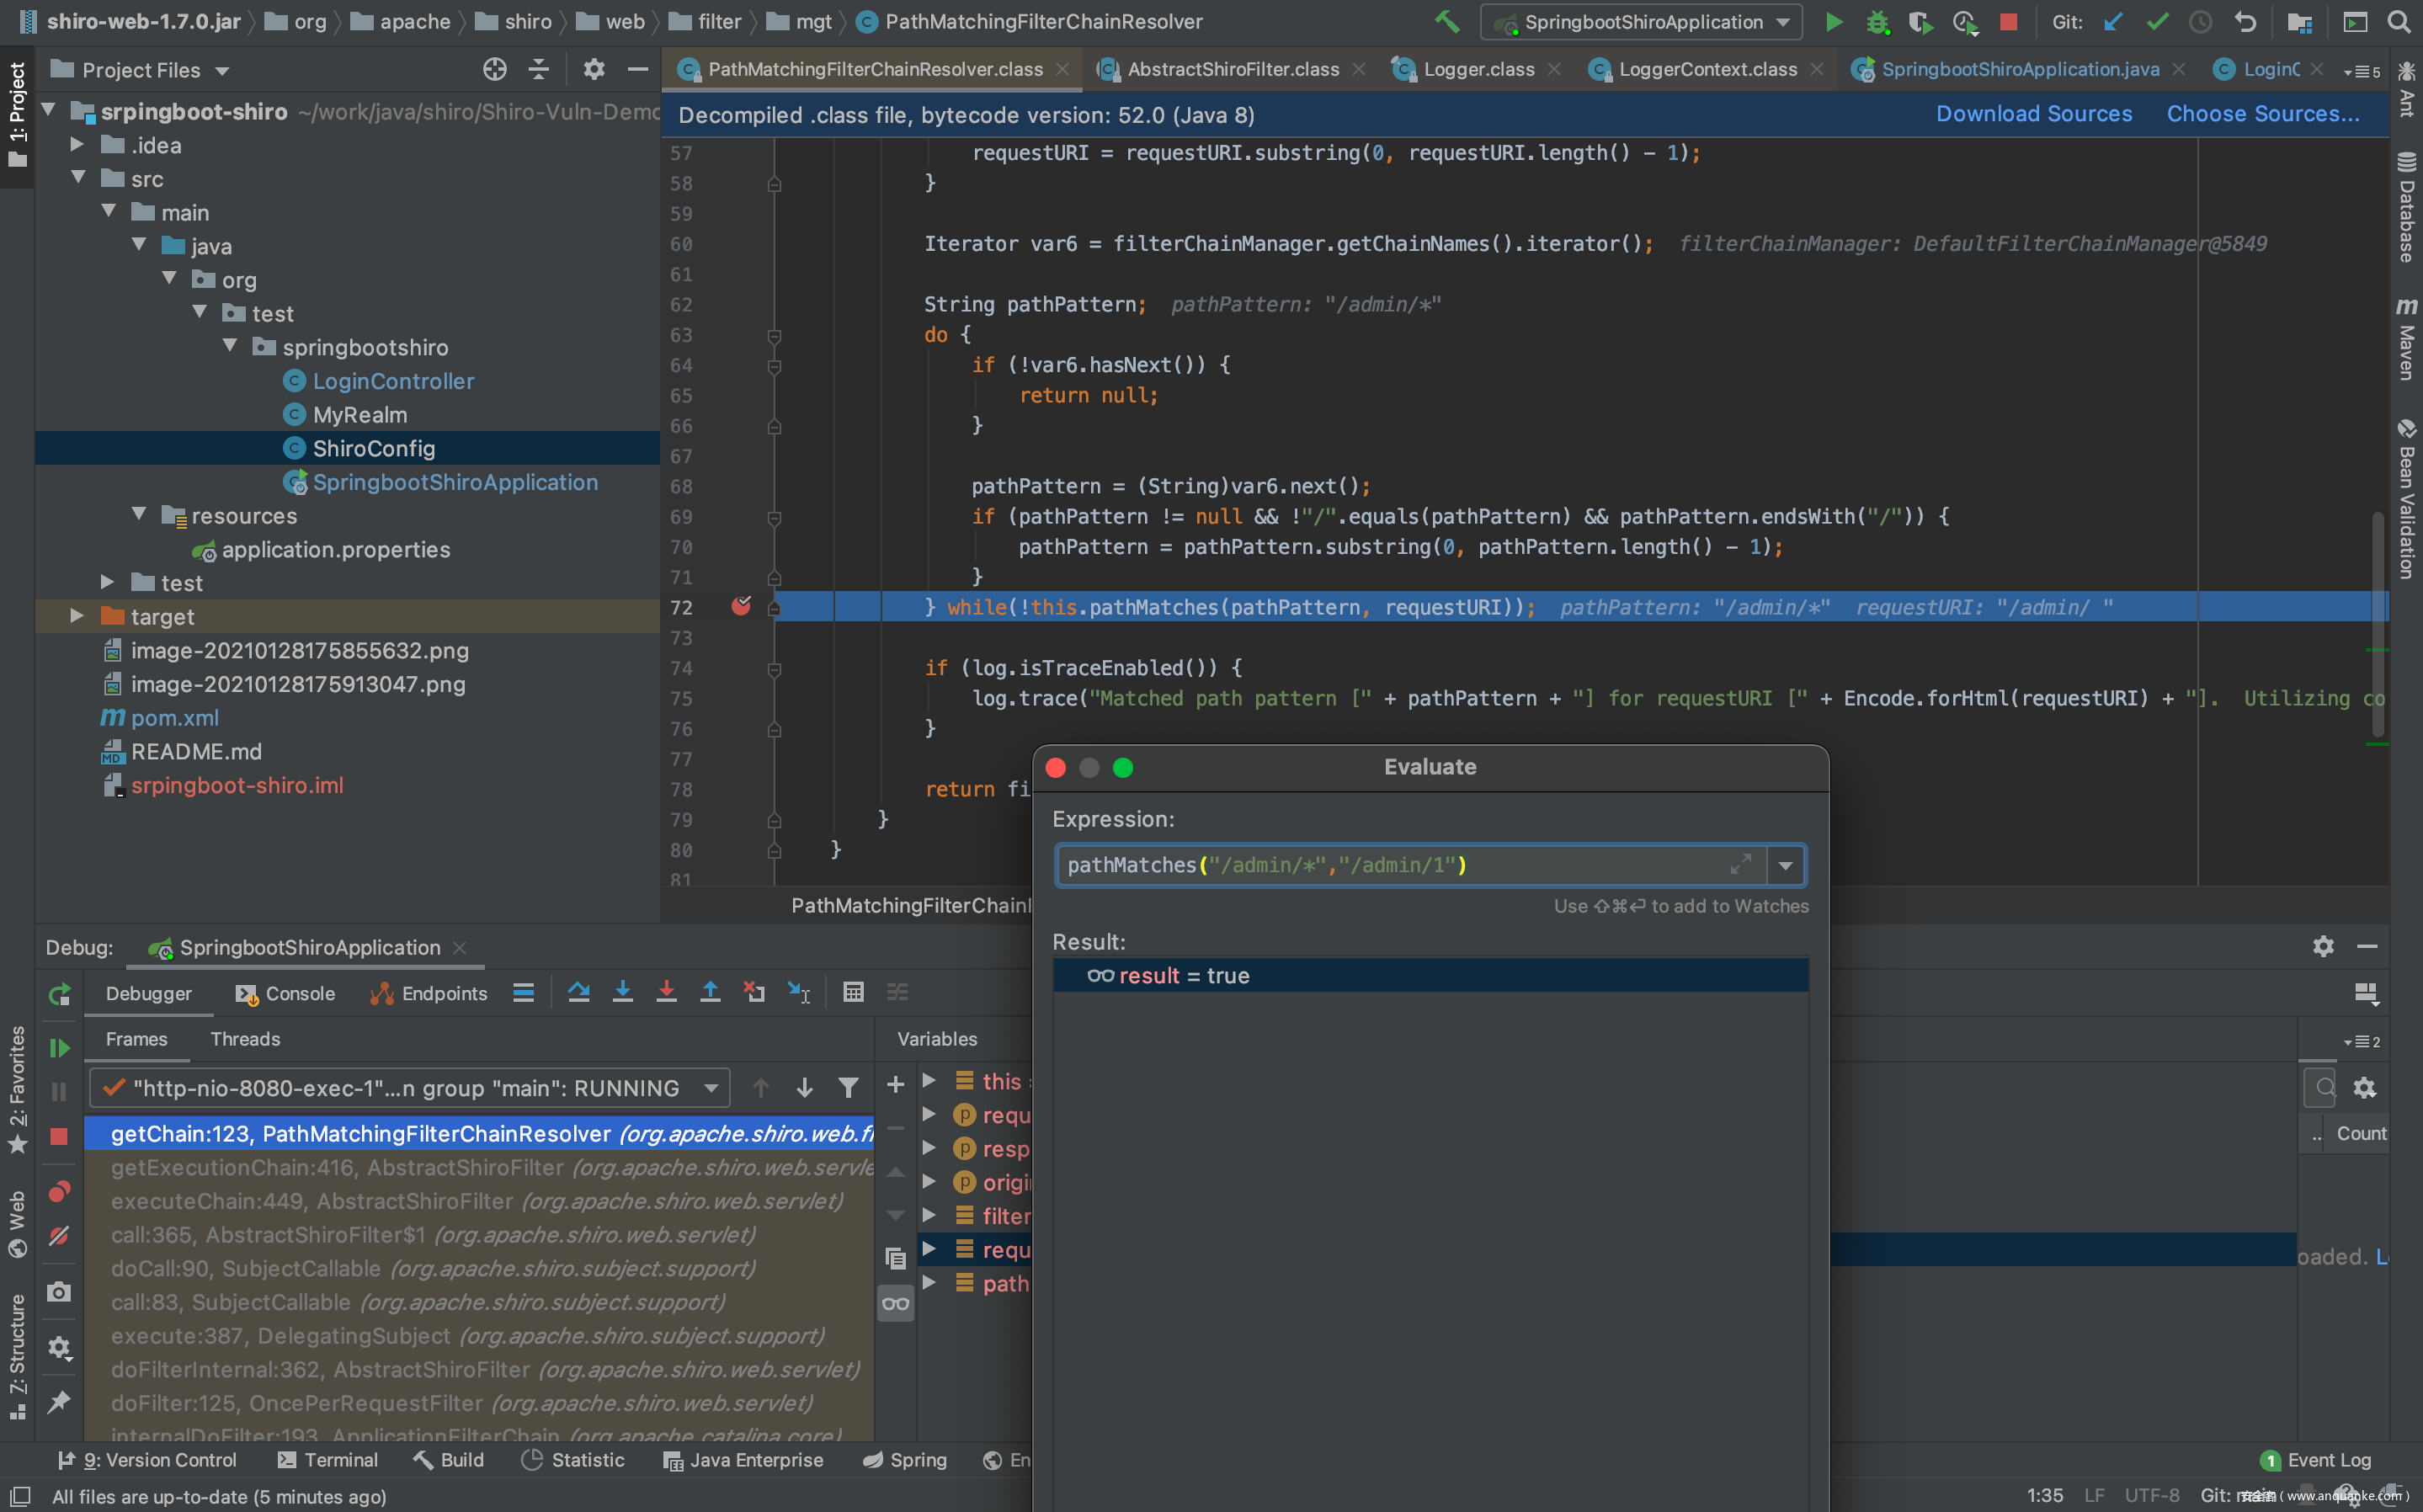 shiro-web-1.7.0.jar org apache shiro web filter mgt PathMatchingFilterChainResolver SpringbootShiroApplication Git:
1: Project
Project Files
PathMatchingFilterChainResolver.class AbstractShiroFilter.class Logger.class LoggerContext.class SpringbootShiroApplication.java LoginC 5
Decompiled .class file, bytecode version: 52.0 (Java 8) Download Sources Choose Sources...
srpingboot-shiro ~/work/java/shiro/Shiro-Vuln-Demo
.idea
src
main
java
org
test
springbootshiro
LoginController
MyRealm
ShiroConfig
SpringbootShiroApplication
resources
application.properties
test
target
image-20210128175855632.png
image-20210128175913047.png
pom.xml
README.md
srpingboot-shiro.iml
57 requestURI = requestURI.substring(0, requestURI.length() - 1);
58 }
59
60 Iterator var6 = filterChainManager.getChainNames().iterator(); filterChainManager: DefaultFilterChainManager@5849
61
62 String pathPattern; pathPattern: "/admin/*"
63 do {
64 if (!var6.hasNext()) {
65 return null;
66 }
67
68 pathPattern = (String)var6.next();
69 if (pathPattern != null && !"/".equals(pathPattern) && pathPattern.endsWith("/")) {
70 pathPattern = pathPattern.substring(0, pathPattern.length() - 1);
71 }
72 } while(!this.pathMatches(pathPattern, requestURI)); pathPattern: "/admin/*" requestURI: "/admin/ "
73
74 if (log.isTraceEnabled()) {
75 log.trace("Matched path pattern [" + pathPattern + "] for requestURI [" + Encode.forHtml(requestURI) + "].  Utilizing co
76 }
77
78 return fi
79 }
80 }
81
PathMatchingFilterChainR
Ant
Database
Maven
Bean Validation
Evaluate
Expression:
pathMatches("/admin/*","/admin/1")
Use ⇧⌘⏎ to add to Watches
Result:
result = true
Debug: SpringbootShiroApplication
Debugger Console Endpoints
Frames Threads
Variables
2
"http-nio-8080-exec-1"...n group "main": RUNNING
getChain:123, PathMatchingFilterChainResolver (org.apache.shiro.web.fi
getExecutionChain:416, AbstractShiroFilter (org.apache.shiro.web.servle
executeChain:449, AbstractShiroFilter (org.apache.shiro.web.servlet)
call:365, AbstractShiroFilter$1 (org.apache.shiro.web.servlet)
doCall:90, SubjectCallable (org.apache.shiro.subject.support)
call:83, SubjectCallable (org.apache.shiro.subject.support)
execute:387, DelegatingSubject (org.apache.shiro.subject.support)
doFilterInternal:362, AbstractShiroFilter (org.apache.shiro.web.servlet)
doFilter:125, OncePerRequestFilter (org.apache.shiro.web.servlet)
internalDoFilter:193, ApplicationFilterChain (org.apache.catalina.core)
this =
requ
resp
origi
filter
requ
path
.. Count
oaded. L
2: Favorites
Web
Z: Structure
9: Version Control Terminal Build Statistic Java Enterprise Spring En
1 Event Log
All files are up-to-date (5 minutes ago)
1:35 LF UTF-8 Git:
安全客 ( www.anquanke.com )